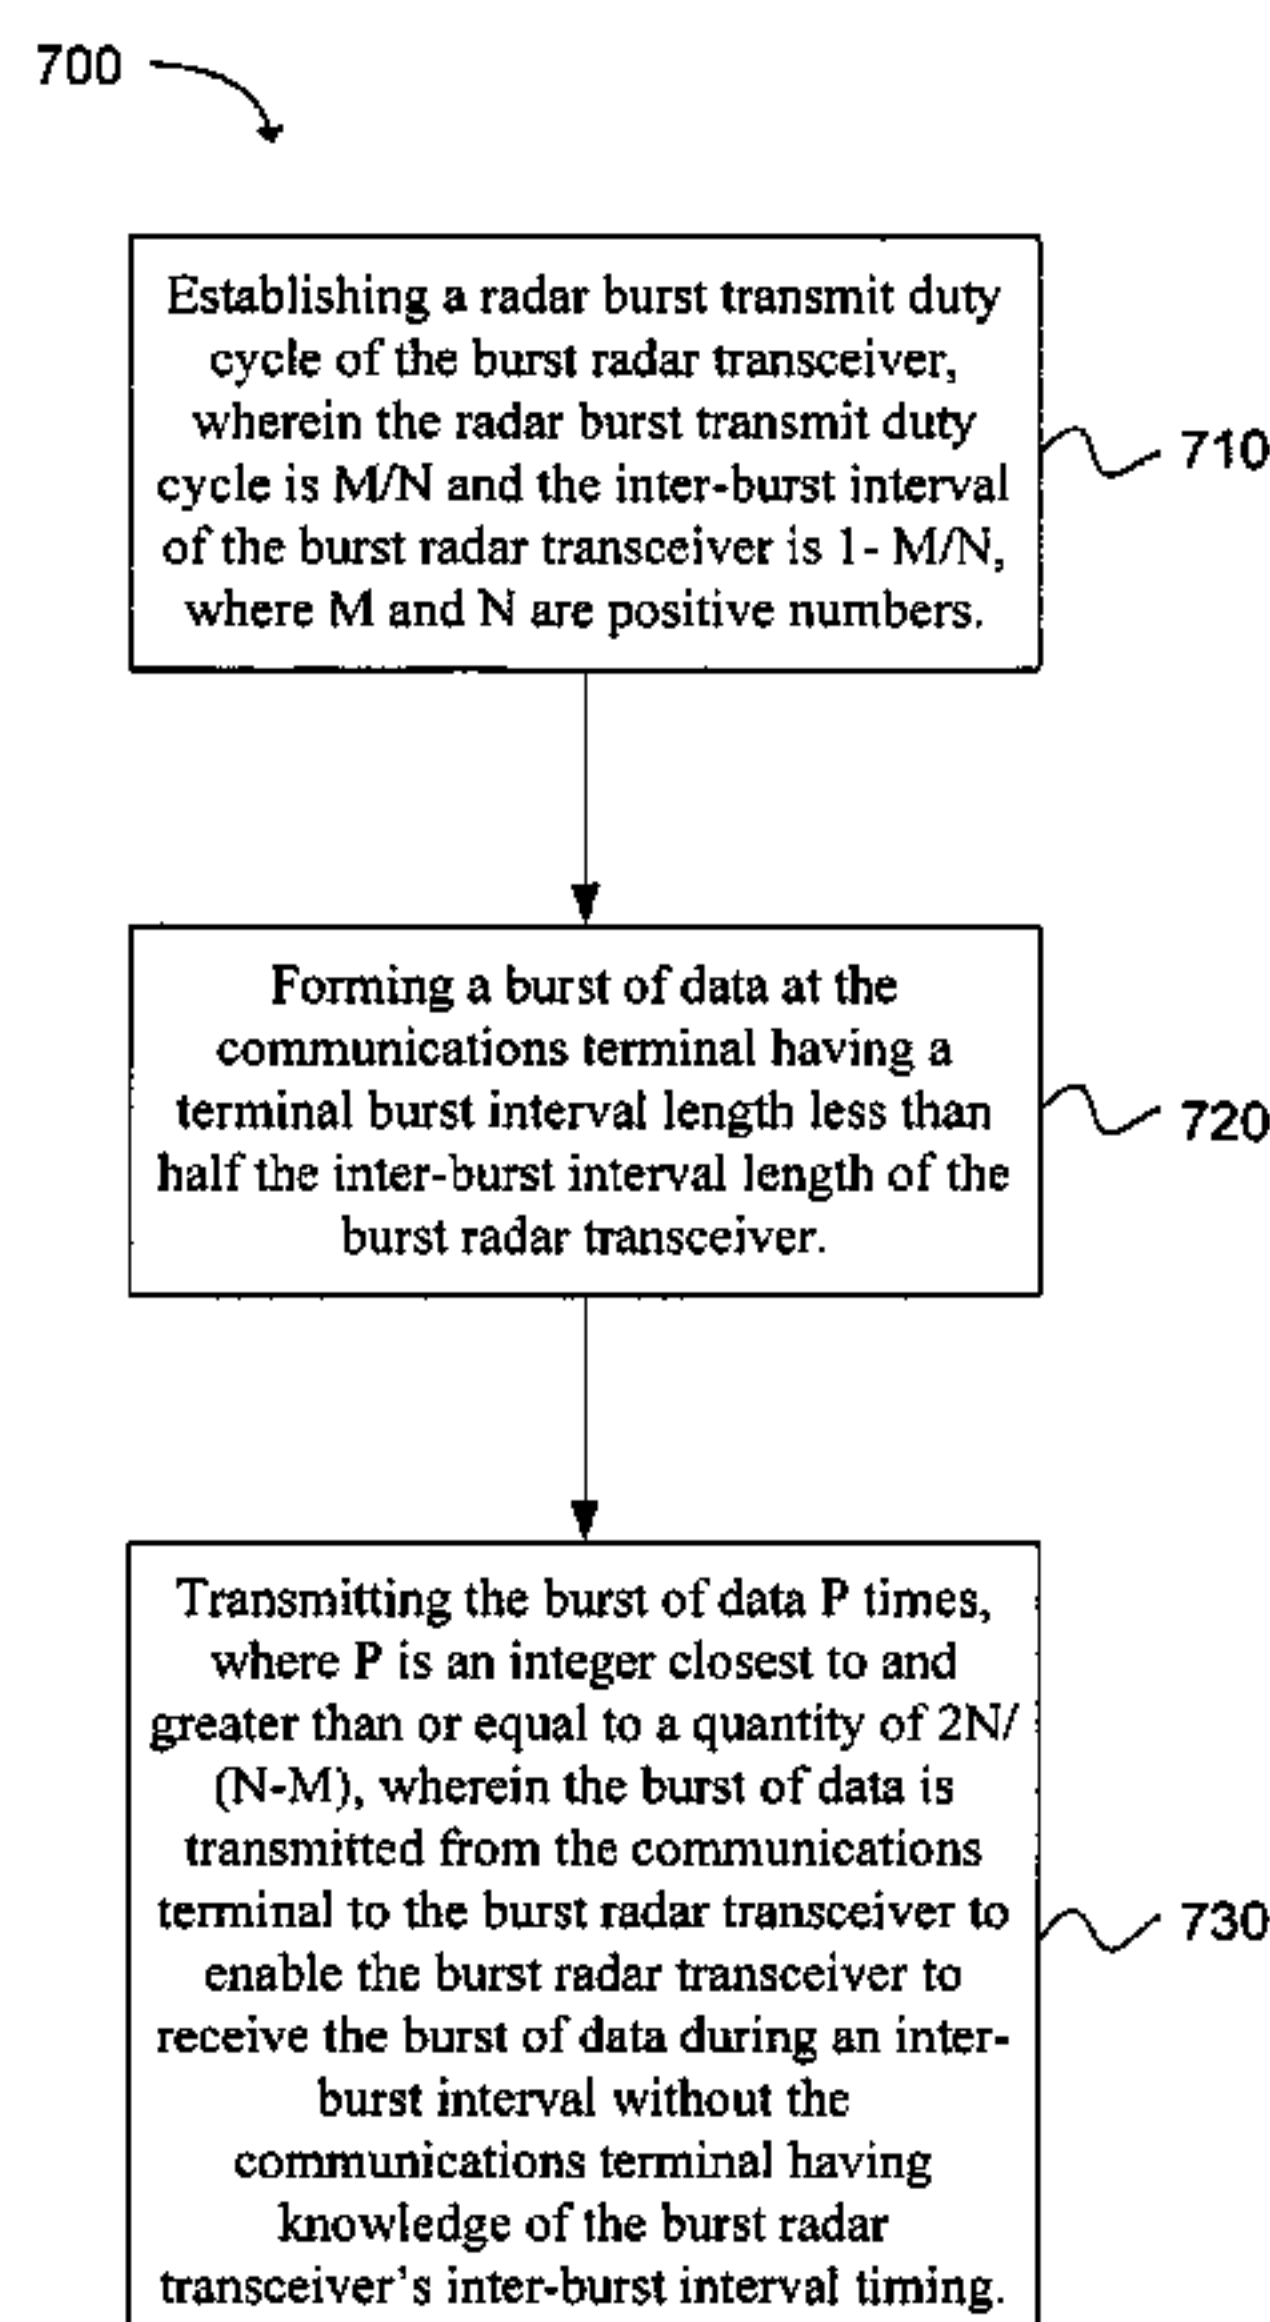 700
Establishing a radar burst transmit duty
cycle of the burst radar transceiver,
wherein the radar burst transmit duty
cycle is M/N and the inter-burst interval
of the burst radar transceiver is 1- M/N,
where M and N are positive numbers.
710
Forming a burst of data at the
communications terminal having a
terminal burst interval length less than
half the inter-burst interval length of the
burst radar transceiver.
720
Transmitting the burst of data P times,
where P is an integer closest to and
greater than or equal to a quantity of 2N/
(N-M), wherein the burst of data is
transmitted from the communications
terminal to the burst radar transceiver to
enable the burst radar transceiver to
receive the burst of data during an inter-
burst interval without the
communications terminal having
knowledge of the burst radar
transceiver's inter-burst interval timing.
730